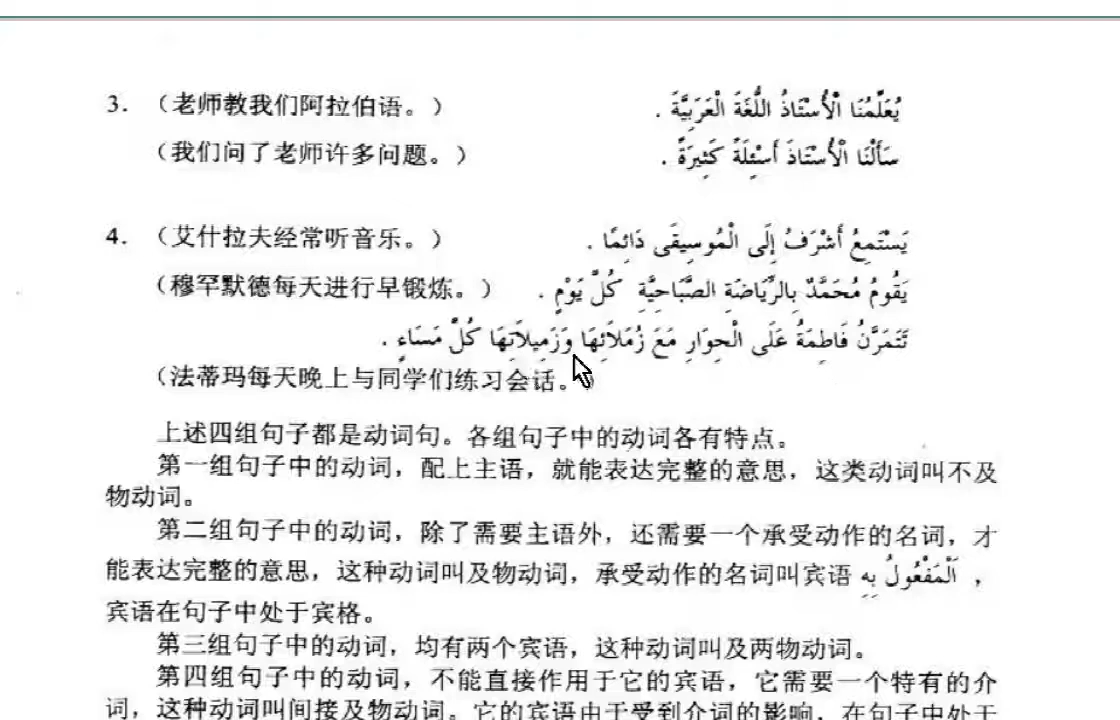 3. （老师教我们阿拉伯语。） يُعَلِّمُنَا الْأُسْتَاذُ اللُّغَةَ الْعَرَبِيَّةَ .
（我们问了老师许多问题。） سَأَلْنَا الْأُسْتَاذَ أَسْئِلَةً كَثِيرَةً .
4. （艾什拉夫经常听音乐。） يَسْتَمِعُ أَشْرَفُ إِلَى الْمُوسِيقَى دَائِمًا .
（穆罕默德每天进行早锻炼。） يَقُومُ مُحَمَّدٌ بِالرِّيَاضَةِ الصَّبَاحِيَّةِ كُلَّ يَوْمٍ .
تَتَمَرَّنُ فَاطِمَةُ عَلَى الْحِوَارِ مَعَ زُمَلَائِهَا وَزَمِيلَاتِهَا كُلَّ مَسَاءٍ .
（法蒂玛每天晚上与同学们练习会话。）
上述四组句子都是动词句。各组句子中的动词各有特点。
第一组句子中的动词，配上主语，就能表达完整的意思，这类动词叫不及
物动词。
第二组句子中的动词，除了需要主语外，还需要一个承受动作的名词，才
能表达完整的意思，这种动词叫及物动词，承受动作的名词叫宾语 اَلْمَفْعُولُ بِهِ ，
宾语在句子中处于宾格。
第三组句子中的动词，均有两个宾语，这种动词叫及两物动词。
第四组句子中的动词，不能直接作用于它的宾语，它需要一个特有的介
词，这种动词叫间接及物动词。它的宾语由于受到介词的影响，在句子中处于